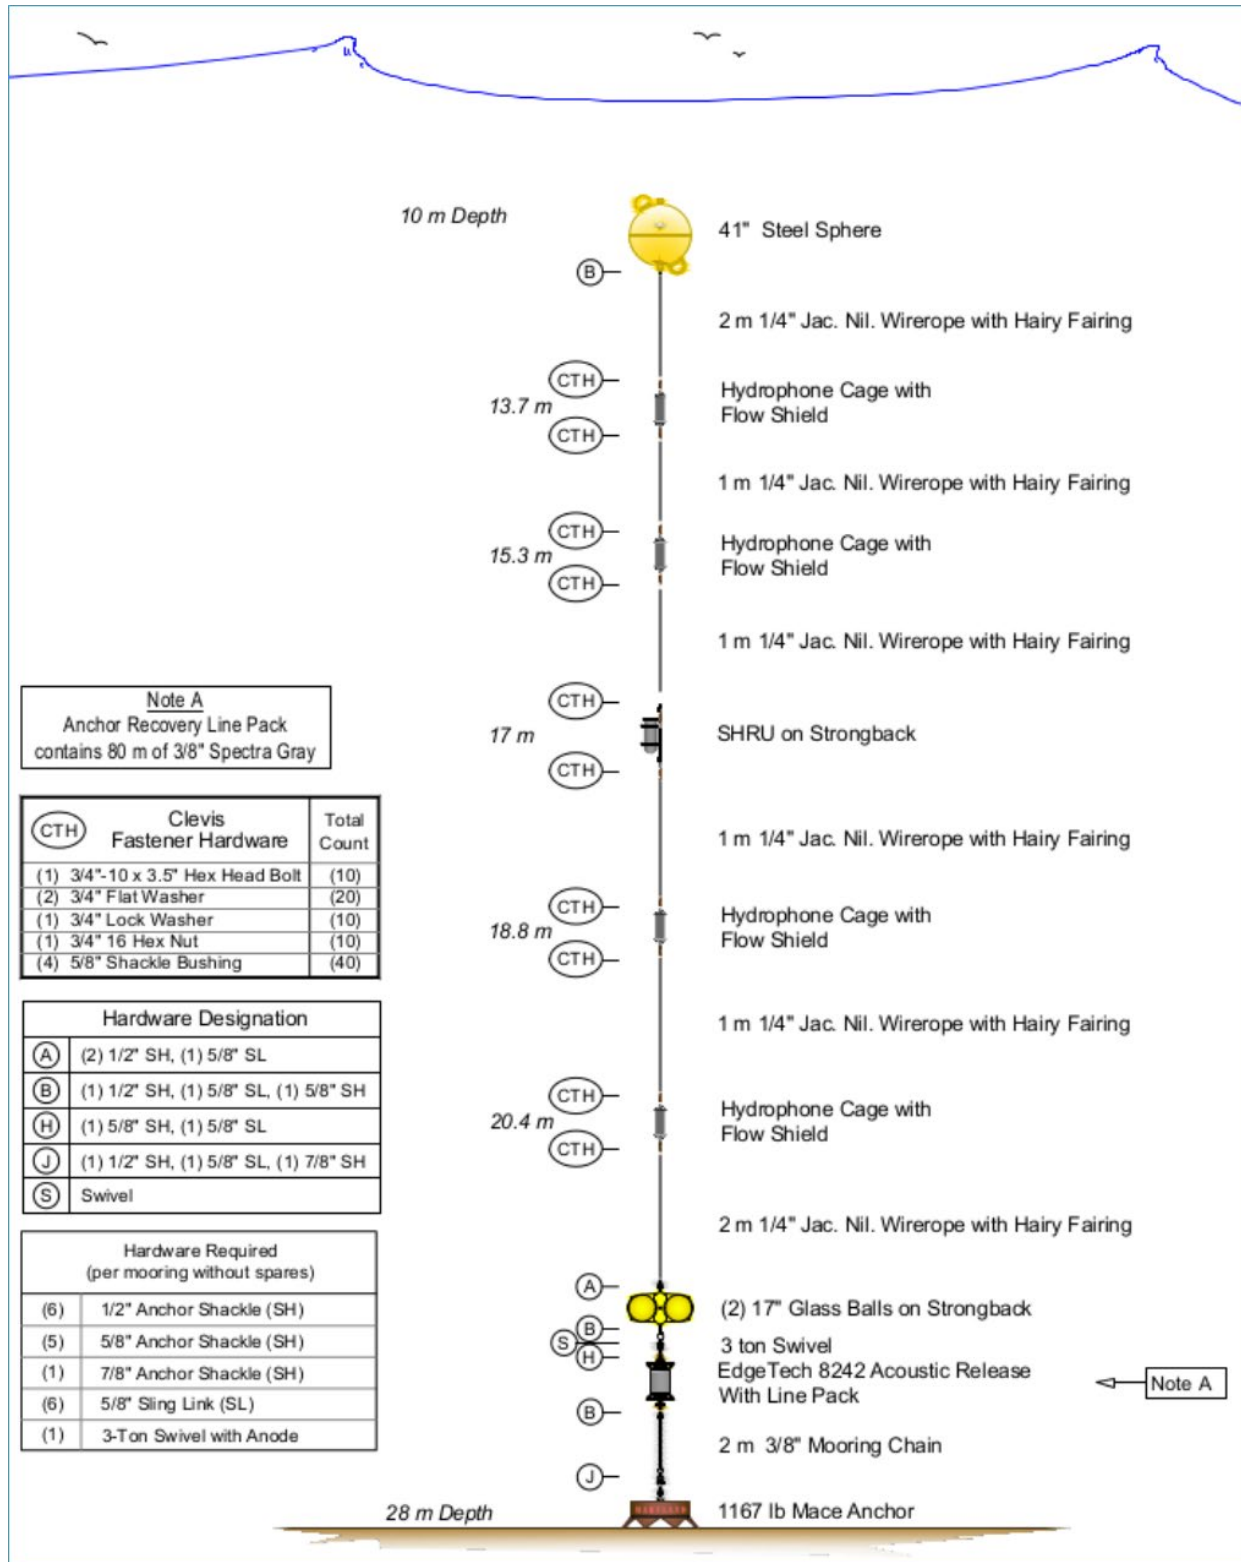 10 m Depth
41" Steel Sphere
B
2 m 1/4" Jac. Nil. Wirerope with Hairy Fairing
CTH
13.7 m
CTH
Hydrophone Cage with
Flow Shield
1 m 1/4" Jac. Nil. Wirerope with Hairy Fairing
CTH
15.3 m
CTH
Hydrophone Cage with
Flow Shield
1 m 1/4" Jac. Nil. Wirerope with Hairy Fairing
CTH
17 m
CTH
SHRU on Strongback
1 m 1/4" Jac. Nil. Wirerope with Hairy Fairing
CTH
18.8 m
CTH
Hydrophone Cage with
Flow Shield
1 m 1/4" Jac. Nil. Wirerope with Hairy Fairing
CTH
20.4 m
CTH
Hydrophone Cage with
Flow Shield
2 m 1/4" Jac. Nil. Wirerope with Hairy Fairing
A
(2) 17" Glass Balls on Strongback
B
S
3 ton Swivel
H
EdgeTech 8242 Acoustic Release
With Line Pack
Note A
B
2 m 3/8" Mooring Chain
J
1167 lb Mace Anchor
28 m Depth
Note A
Anchor Recovery Line Pack
contains 80 m of 3/8" Spectra Gray
CTH Clevis Fastener Hardware Total Count
(1) 3/4"-10 x 3.5" Hex Head Bolt (10)
(2) 3/4" Flat Washer (20)
(1) 3/4" Lock Washer (10)
(1) 3/4" 16 Hex Nut (10)
(4) 5/8" Shackle Bushing (40)
Hardware Designation
A (2) 1/2" SH, (1) 5/8" SL
B (1) 1/2" SH, (1) 5/8" SL, (1) 5/8" SH
H (1) 5/8" SH, (1) 5/8" SL
J (1) 1/2" SH, (1) 5/8" SL, (1) 7/8" SH
S Swivel
Hardware Required
(per mooring without spares)
(6) 1/2" Anchor Shackle (SH)
(5) 5/8" Anchor Shackle (SH)
(1) 7/8" Anchor Shackle (SH)
(6) 5/8" Sling Link (SL)
(1) 3-Ton Swivel with Anode